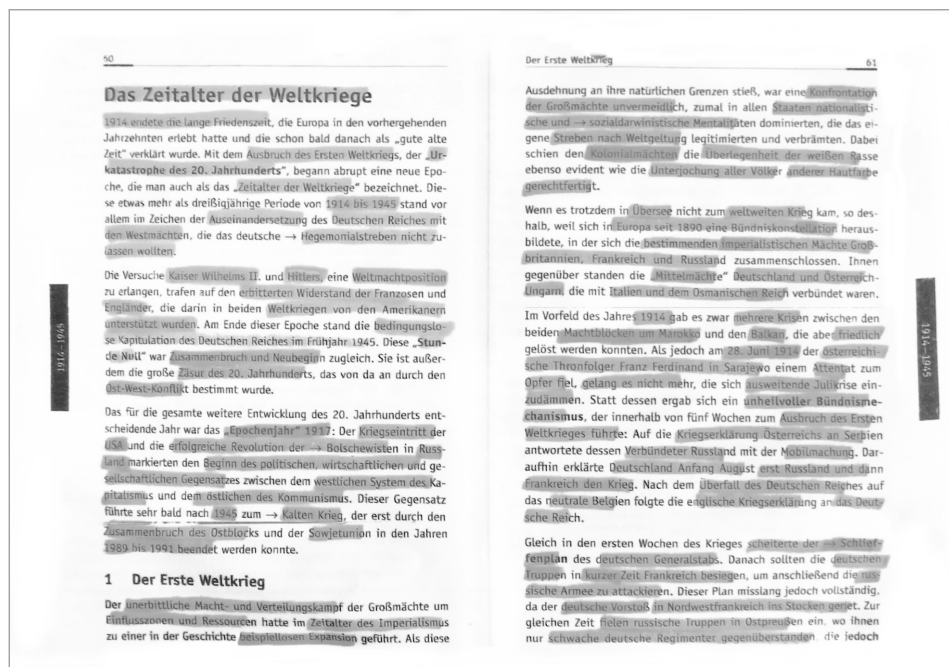 60
Das Zeitalter der Weltkriege
1914 endete die lange Friedenszeit, die Europa in den vorhergehenden
Jahrzehnten erlebt hatte und die schon bald danach als „gute alte
Zeit“ verklärt wurde. Mit dem Ausbruch des Ersten Weltkriegs, der „Ur-
katastrophe des 20. Jahrhunderts“, begann abrupt eine neue Epo-
che, die man auch als das „Zeitalter der Weltkriege“ bezeichnet. Die-
se etwas mehr als dreißigjährige Periode von 1914 bis 1945 stand vor
allem im Zeichen der Auseinandersetzung des Deutschen Reiches mit
den Westmächten, die das deutsche → Hegemonialstreben nicht zu-
lassen wollten.
Die Versuche Kaiser Wilhelms II. und Hitlers, eine Weltmachtposition
zu erlangen, trafen auf den erbitterten Widerstand der Franzosen und
Engländer, die darin in beiden Weltkriegen von den Amerikanern
unterstützt wurden. Am Ende dieser Epoche stand die bedingungslo-
se Kapitulation des Deutschen Reiches im Frühjahr 1945. Diese „Stun-
de Null“ war Zusammenbruch und Neubeginn zugleich. Sie ist außer-
dem die große Zäsur des 20. Jahrhunderts, das von da an durch den
Ost-West-Konflikt bestimmt wurde.
Das für die gesamte weitere Entwicklung des 20. Jahrhunderts ent-
scheidende Jahr war das „Epochenjahr“ 1917: Der Kriegseintritt der
USA und die erfolgreiche Revolution der → Bolschewisten in Russ-
land markierten den Beginn des politischen, wirtschaftlichen und ge-
sellschaftlichen Gegensatzes zwischen dem westlichen System des Ka-
pitalismus und dem östlichen des Kommunismus. Dieser Gegensatz
führte sehr bald nach 1945 zum → Kalten Krieg, der erst durch den
Zusammenbruch des Ostblocks und der Sowjetunion in den Jahren
1989 bis 1991 beendet werden konnte.
1 Der Erste Weltkrieg
Der unerbittliche Macht- und Verteilungskampf der Großmächte um
Einflusszonen und Ressourcen hatte im Zeitalter des Imperialismus
zu einer in der Geschichte beispiellosen Expansion geführt. Als diese
1914–1945
Der Erste Weltkrieg 61
Ausdehnung an ihre natürlichen Grenzen stieß, war eine Konfrontation
der Großmächte unvermeidlich, zumal in allen Staaten nationalisti-
sche und → sozialdarwinistische Mentalitäten dominierten, die das ei-
gene Streben nach Weltgeltung legitimierten und verbrämten. Dabei
schien den Kolonialmächten die Überlegenheit der weißen Rasse
ebenso evident wie die Unterjochung aller Völker anderer Hautfarbe
gerechtfertigt.
Wenn es trotzdem in Übersee nicht zum weltweiten Krieg kam, so des-
halb, weil sich in Europa seit 1890 eine Bündniskonstellation heraus-
bildete, in der sich die bestimmenden imperialistischen Mächte Groß-
britannien, Frankreich und Russland zusammenschlossen. Ihnen
gegenüber standen die „Mittelmächte“ Deutschland und Österreich-
Ungarn, die mit Italien und dem Osmanischen Reich verbündet waren.
Im Vorfeld des Jahres 1914 gab es zwar mehrere Krisen zwischen den
beiden Machtblöcken um Marokko und den Balkan, die aber friedlich
gelöst werden konnten. Als jedoch am 28. Juni 1914 der österreichi-
sche Thronfolger Franz Ferdinand in Sarajewo einem Attentat zum
Opfer fiel, gelang es nicht mehr, die sich ausweitende Julikrise ein-
zudämmen. Statt dessen ergab sich ein unheilvoller Bündnisme-
chanismus, der innerhalb von fünf Wochen zum Ausbruch des Ersten
Weltkrieges führte: Auf die Kriegserklärung Österreichs an Serbien
antwortete dessen Verbündeter Russland mit der Mobilmachung. Dar-
aufhin erklärte Deutschland Anfang August erst Russland und dann
Frankreich den Krieg. Nach dem Überfall des Deutschen Reiches auf
das neutrale Belgien folgte die englische Kriegserklärung an das Deut-
sche Reich.
Gleich in den ersten Wochen des Krieges scheiterte der → Schlief-
fenplan des deutschen Generalstabs. Danach sollten die deutschen
Truppen in kurzer Zeit Frankreich besiegen, um anschließend die rus-
sische Armee zu attackieren. Dieser Plan misslang jedoch vollständig,
da der deutsche Vorstoß in Nordwestfrankreich ins Stocken geriet. Zur
gleichen Zeit fielen russische Truppen in Ostpreußen ein, wo ihnen
nur schwache deutsche Regimenter gegenüberstanden, die jedoch
1914–1945